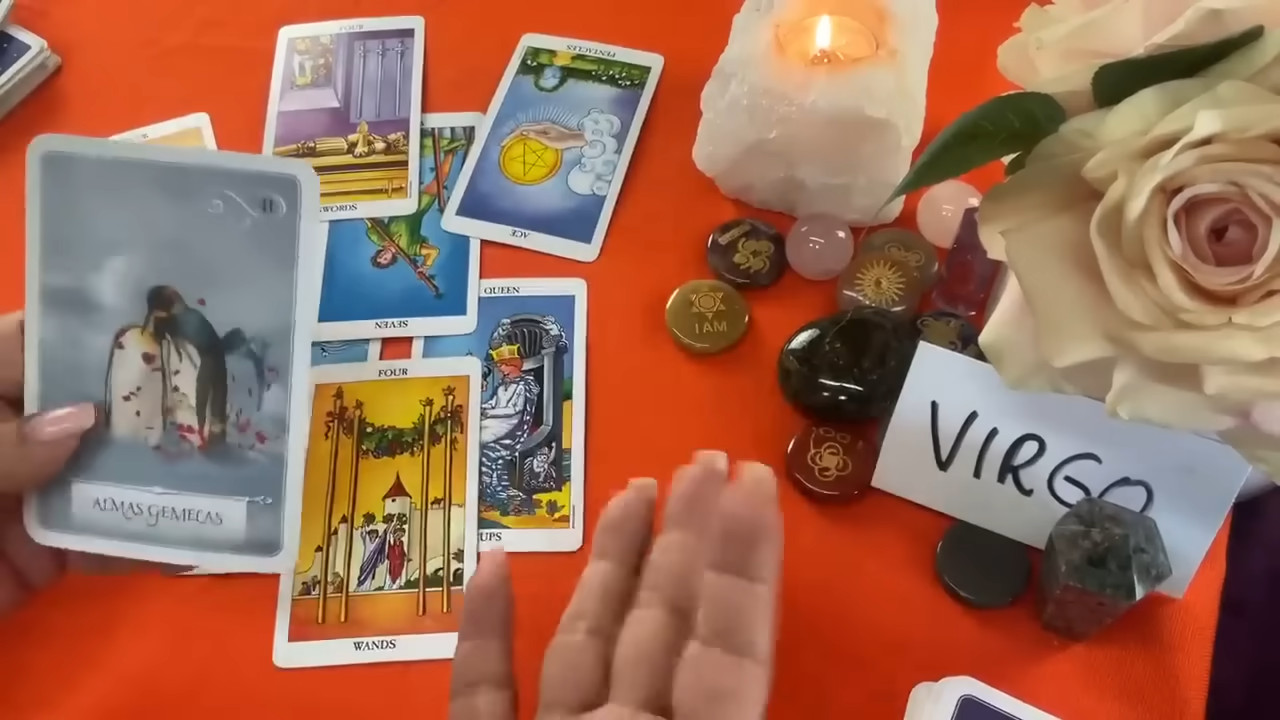 FOUR
SWORDS
PENTACLES
ACE
SEVEN
QUEEN
CUPS
FOUR
WANDS
ALMAS GEMELAS
I AM
VIRGO